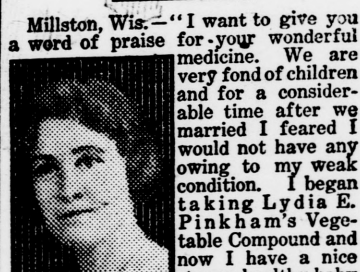 Millston, Wis.—"I want to give you
a word of praise for your wonderful
medicine. We are
very fond of children
and for a consider-
able time after we
married I feared I
would not have any
owing to my weak
condition. I began
taking Lydia E.
Pinkham's Vege-
table Compound and
now I have a nice